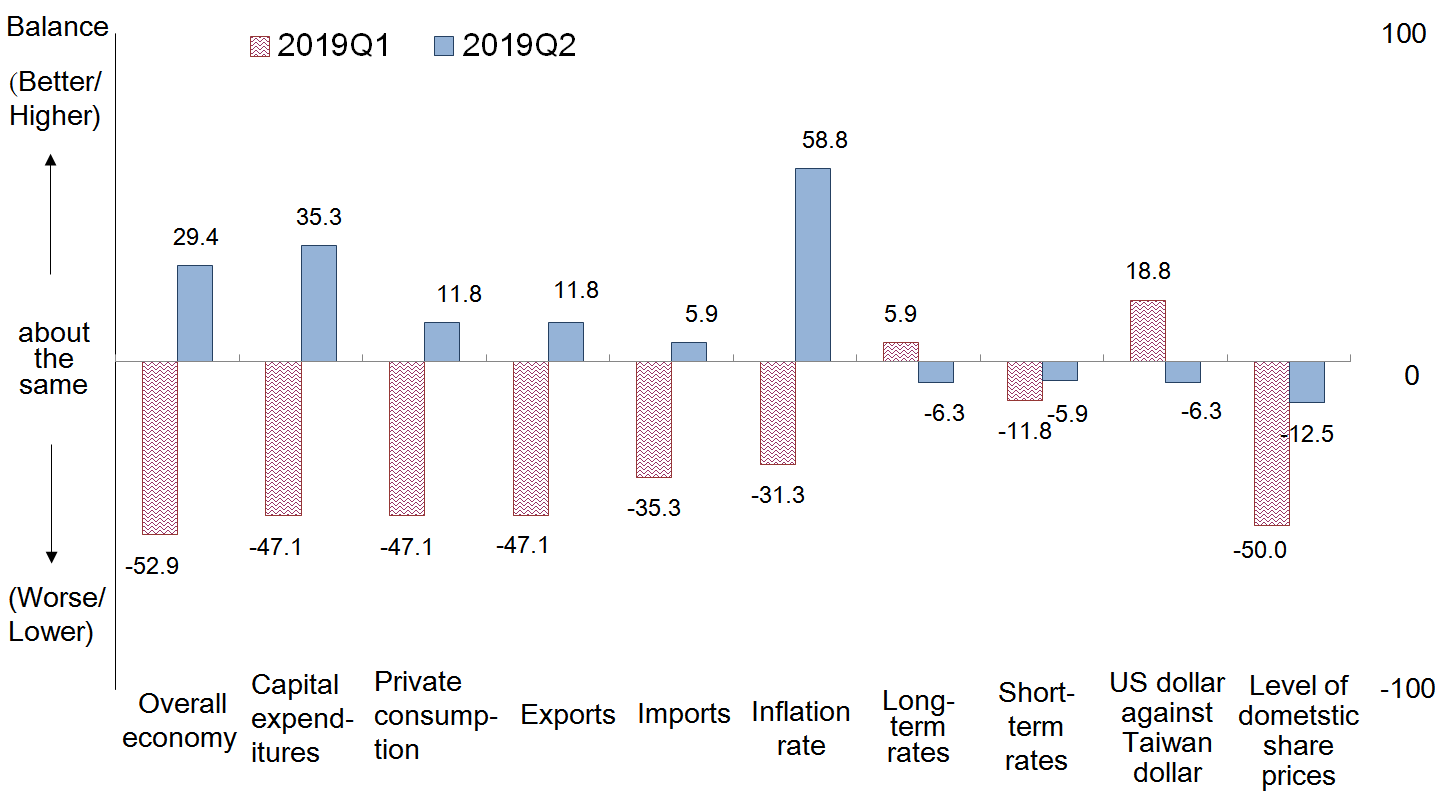 Balance
(Better/
Higher)
about
the
same
(Worse/
Lower)
2019Q1
2019Q2
100
0
-100
29.4
35.3
11.8
11.8
5.9
58.8
5.9
-6.3
-11.8
-5.9
18.8
-6.3
-12.5
-52.9
-47.1
-47.1
-47.1
-35.3
-31.3
-50.0
Overall
economy
Capital
expend-
itures
Private
consump-
tion
Exports
Imports
Inflation
rate
Long-
term
rates
Short-
term
rates
US dollar
against
Taiwan
dollar
Level of
dometstic
share
prices